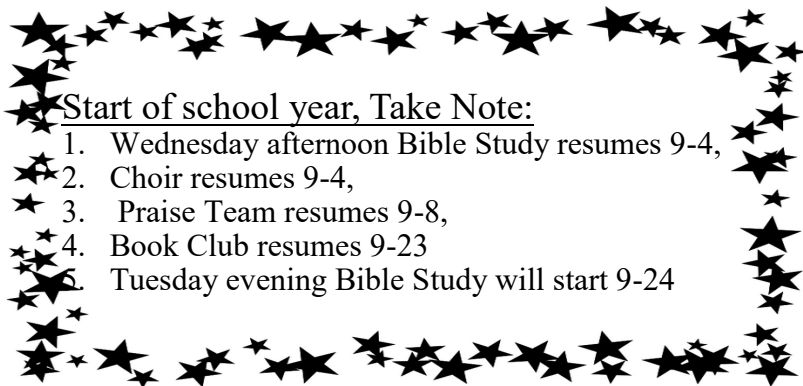 Start of school year, Take Note:
1. Wednesday afternoon Bible Study resumes 9-4,
2. Choir resumes 9-4,
3. Praise Team resumes 9-8,
4. Book Club resumes 9-23
5. Tuesday evening Bible Study will start 9-24